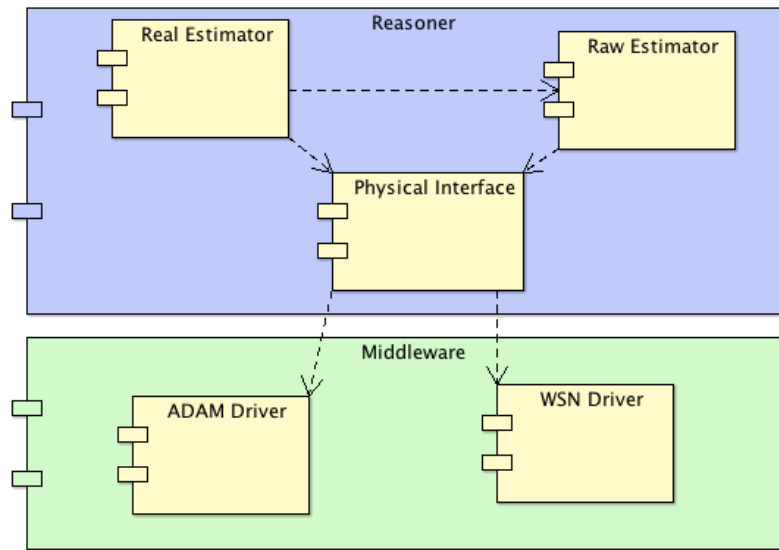 Reasoner
Real Estimator
Raw Estimator
Physical Interface
Middleware
ADAM Driver
WSN Driver